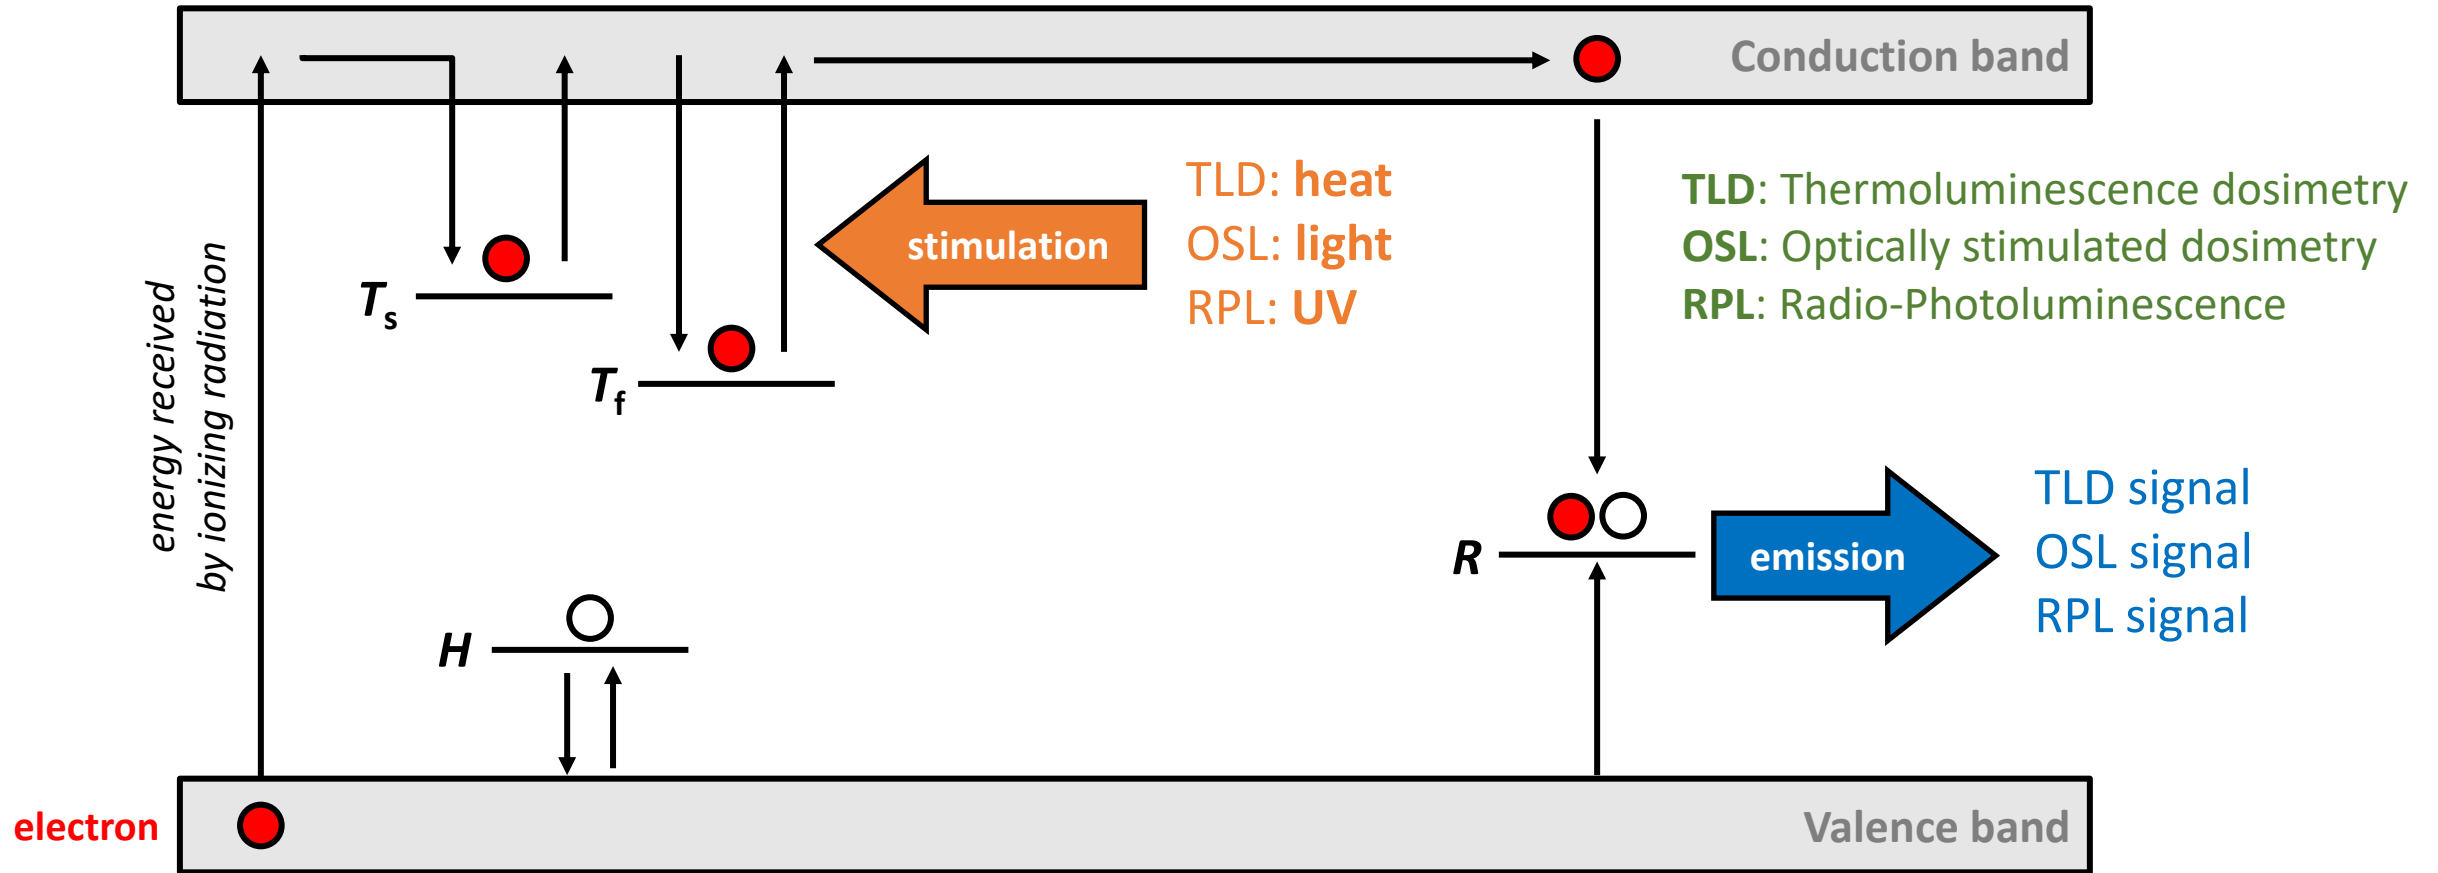 Conduction band
TLD: heat
OSL: light
RPL: UV
stimulation
TLD: Thermoluminescence dosimetry
OSL: Optically stimulated dosimetry
RPL: Radio-Photoluminescence
energy received
by ionizing radiation
Ts
Tf
R
emission
TLD signal
OSL signal
RPL signal
H
electron
Valence band